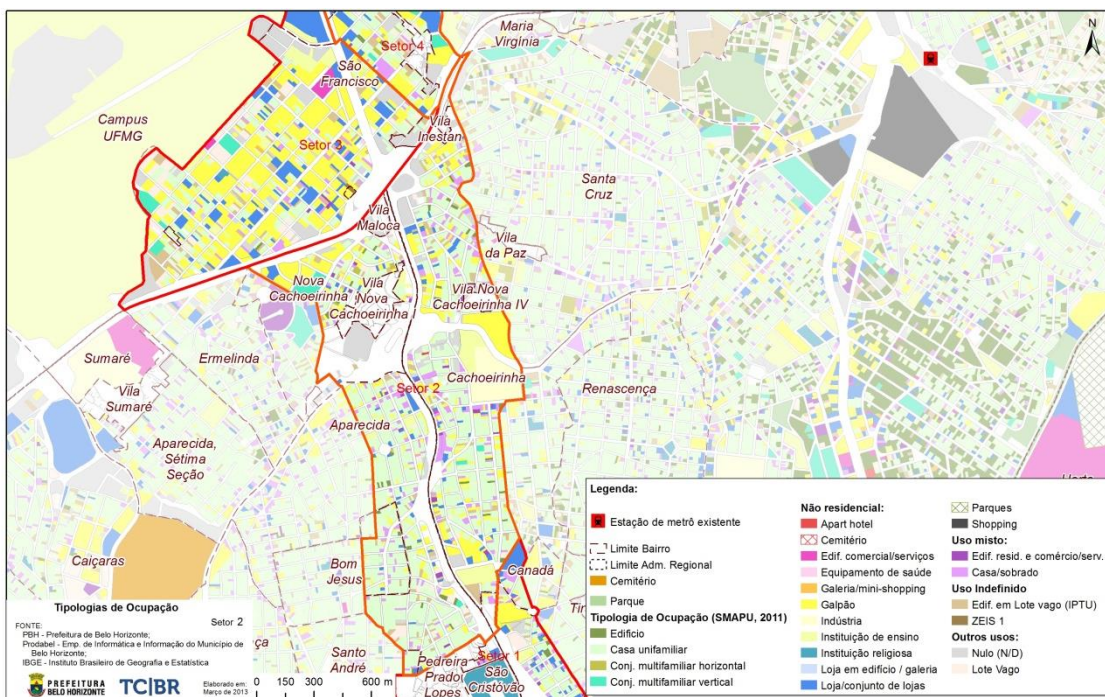 Maria
Virgínia
N
Setor 4
São
Francisco
Campus
UFMG
Vila
Inestan
Setor 3
Santa
Cruz
Vila
Maloca
Vila
da Paz
Nova
Cachoeirinha
Vila
Nova
Cachoeirinha
Vila Nova
Cachoeirinha IV
Sumaré
Ermelinda
Vila
Sumaré
Cachoeirinha
Setor 2
Renascença
Aparecida
Aparecida,
Sétima
Seção
Caiçaras
Bom
Jesus
Canadá
Santo
André
Pedreira
Prado
Lopes
Setor 1
São
Cristóvão
Legenda:
Estação de metrô existente
Limite Bairro
Limite Adm. Regional
Cemitério
Parque
Tipologia de Ocupação (SMAPU, 2011)
Edificio
Casa unifamiliar
Conj. multifamiliar horizontal
Conj. multifamiliar vertical
Não residencial:
Apart hotel
Cemitério
Edif. comercial/serviços
Equipamento de saúde
Galeria/mini-shopping
Galpão
Indústria
Instituição de ensino
Instituição religiosa
Loja em edifício / galeria
Loja/conjunto de lojas
Parques
Shopping
Uso misto:
Edif. resid. e comércio/serv.
Casa/sobrado
Uso Indefinido
Edif. em Lote vago (IPTU)
ZEIS 1
Outros usos:
Nulo (N/D)
Lote Vago
Tipologias de Ocupação
Setor 2
FONTE:
PBH - Prefeitura de Belo Horizonte;
Prodabel - Emp. de Informática e Informação do Município de
Belo Horizonte;
IBGE - Instituto Brasileiro de Geografia e Estatística
PREFEITURA
BELO HORIZONTE
TC|BR
Elaborado em:
Março de 2013
0 150 300 600 m